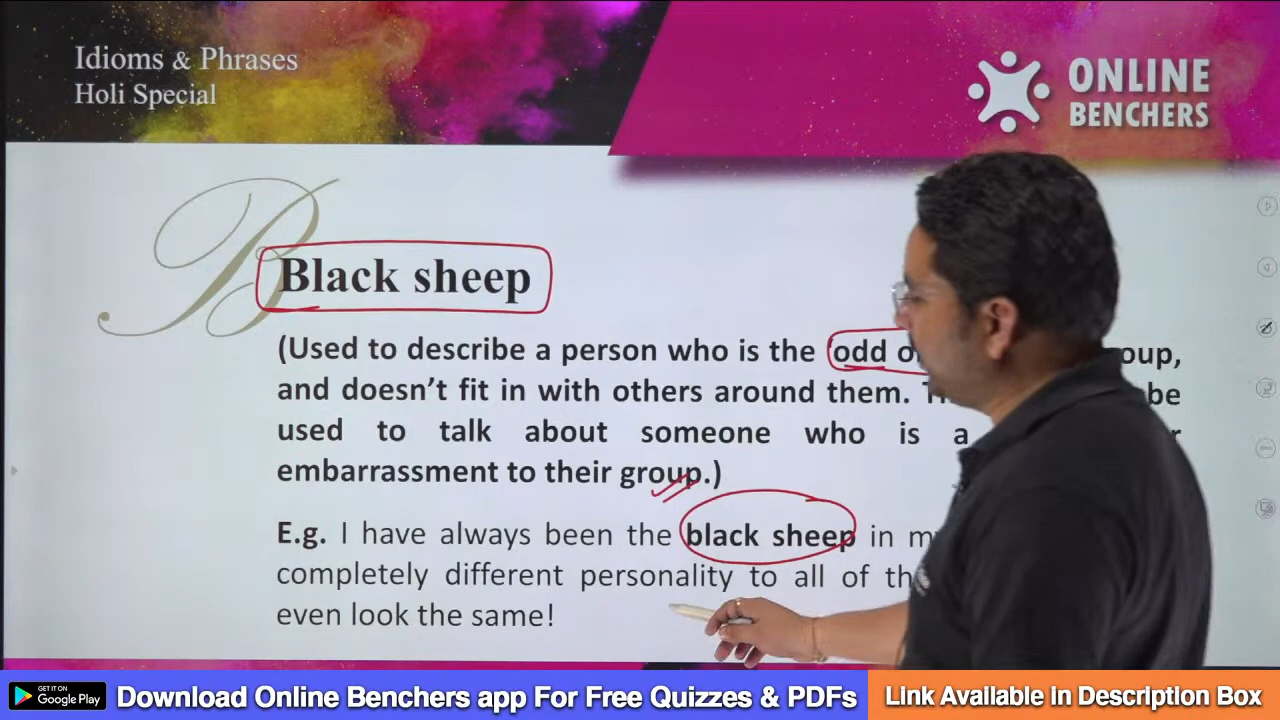 Idioms & Phrases
Holi Special
ONLINE
BENCHERS
B
Black sheep
(Used to describe a person who is the odd oup,
and doesn't fit in with others around them. be
used to talk about someone who is a
embarrassment to their group.)
E.g. I have always been the black sheep in
completely different personality to all of
even look the same!
GET IT ON
Google Play
Download Online Benchers app For Free Quizzes & PDFs
Link Available In Description Box